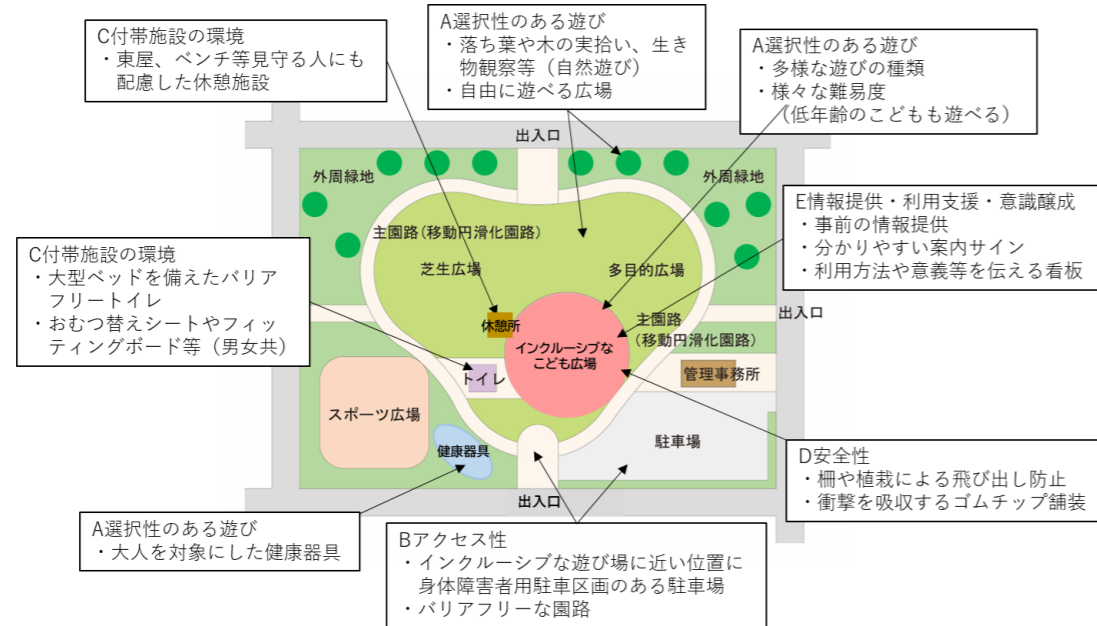 C付帯施設の環境
・東屋、ベンチ等見守る人にも
配慮した休憩施設
A選択性のある遊び
・落ち葉や木の実拾い、生き
物観察等（自然遊び）
・自由に遊べる広場
A選択性のある遊び
・多様な遊びの種類
・様々な難易度
（低年齢のこどもも遊べる）
出入口
外周緑地
外周緑地
E情報提供・利用支援・意識醸成
・事前の情報提供
・分かりやすい案内サイン
・利用方法や意義等を伝える看板
主園路（移動円滑化園路）
芝生広場
多目的広場
C付帯施設の環境
・大型ベッドを備えたバリア
フリートイレ
・おむつ替えシートやフィッ
ティングボード等（男女共）
休憩所
主園路
（移動円滑化園路）
出入口
インクルーシブな
こども広場
トイレ
管理事務所
スポーツ広場
健康器具
駐車場
出入口
D安全性
・柵や植栽による飛び出し防止
・衝撃を吸収するゴムチップ舗装
A選択性のある遊び
・大人を対象にした健康器具
Bアクセス性
・インクルーシブな遊び場に近い位置に
身体障害者用駐車区画のある駐車場
・バリアフリーな園路